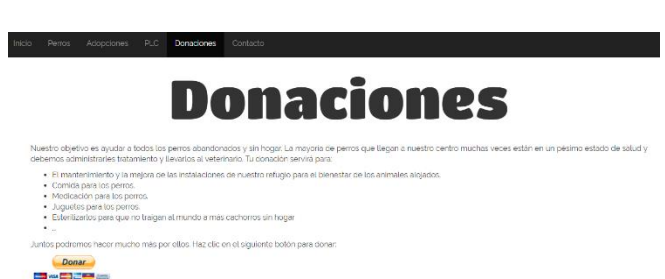 Inicio Perros Adopciones PLC Donaciones Contacto
Donaciones
Nuestro objetivo es ayudar a todos los perros abandonados y sin hogar. La mayoría de perros que llegan a nuestro centro muchas veces están en un pésimo estado de salud y
debemos administrarles tratamiento y llevarlos al veterinario. Tu donación servirá para:
• El mantenimiento y la mejora de las instalaciones de nuestro refugio para el bienestar de los animales alojados.
• Comida para los perros.
• Medicación para los perros.
• Juguetes para los perros.
• Esterilizarlos para que no traigan al mundo a más cachorros sin hogar
• ...
Juntos podremos hacer mucho más por ellos. Haz clic en el siguiente botón para donar:
Donar
VISA